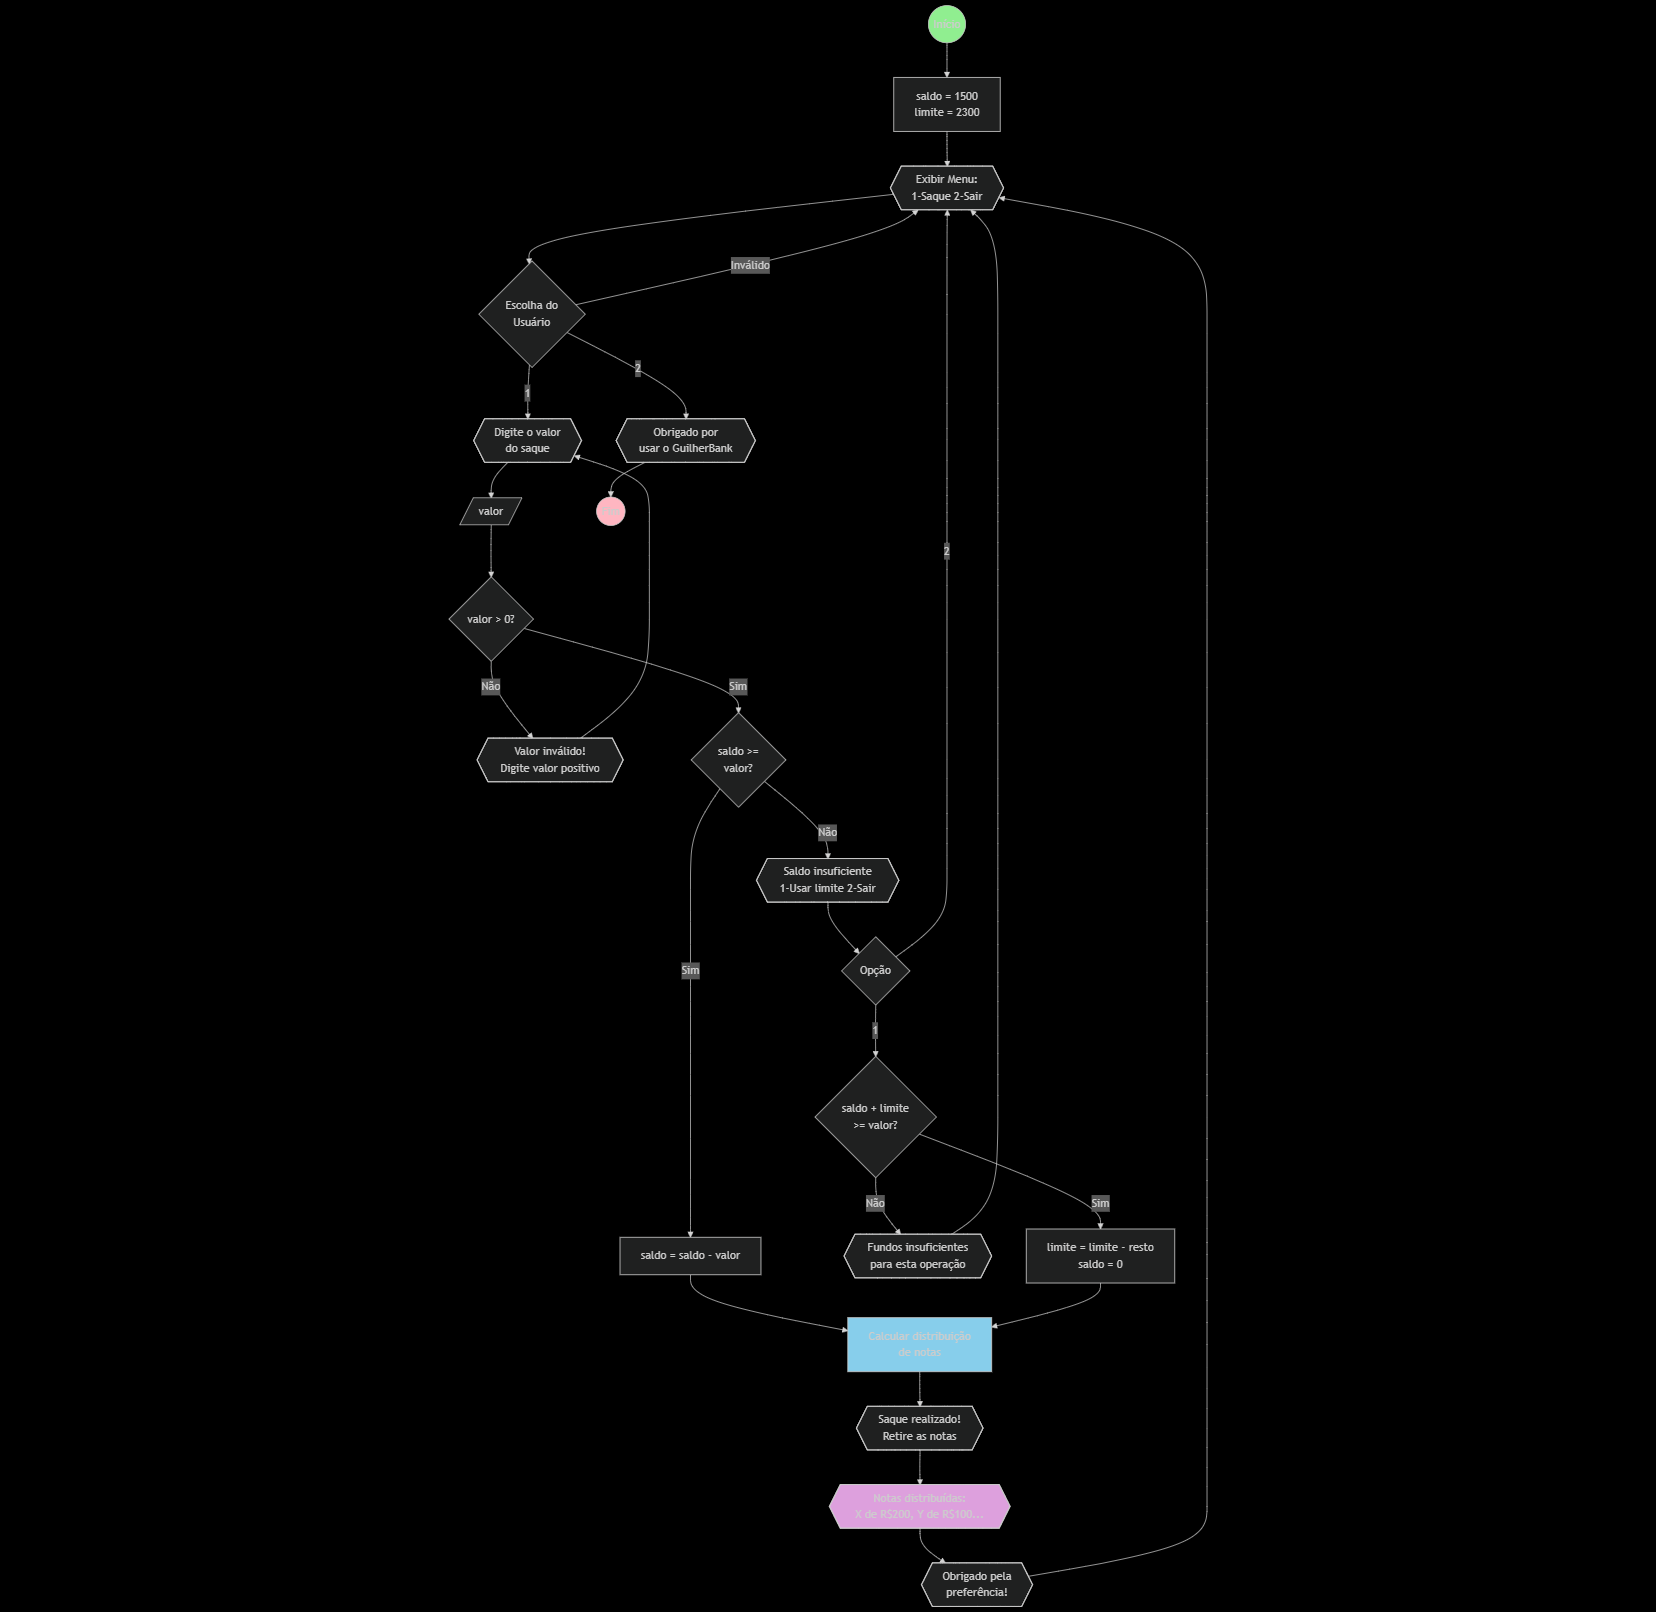 saldo = 1500
limite = 2300
Exibir Menu:
1-Saque 2-Sair
Inválido
Escolha do
Usuário
2
1
Digite o valor
do saque
Obrigado por
usar o GuilherBank
valor
2
valor > 0?
Não
Sim
Valor inválido!
Digite valor positivo
saldo >=
valor?
Não
Saldo insuficiente
1-Usar limite 2-Sair
Sim
Opção
1
saldo + limite
>= valor?
Não
Sim
saldo = saldo - valor
Fundos insuficientes
para esta operação
limite = limite - resto
saldo = 0
Calcular distribuição
de notas
Saque realizado!
Retire as notas
Notas distribuídas:
X de R$200, Y de R$100...
Obrigado pela
preferência!